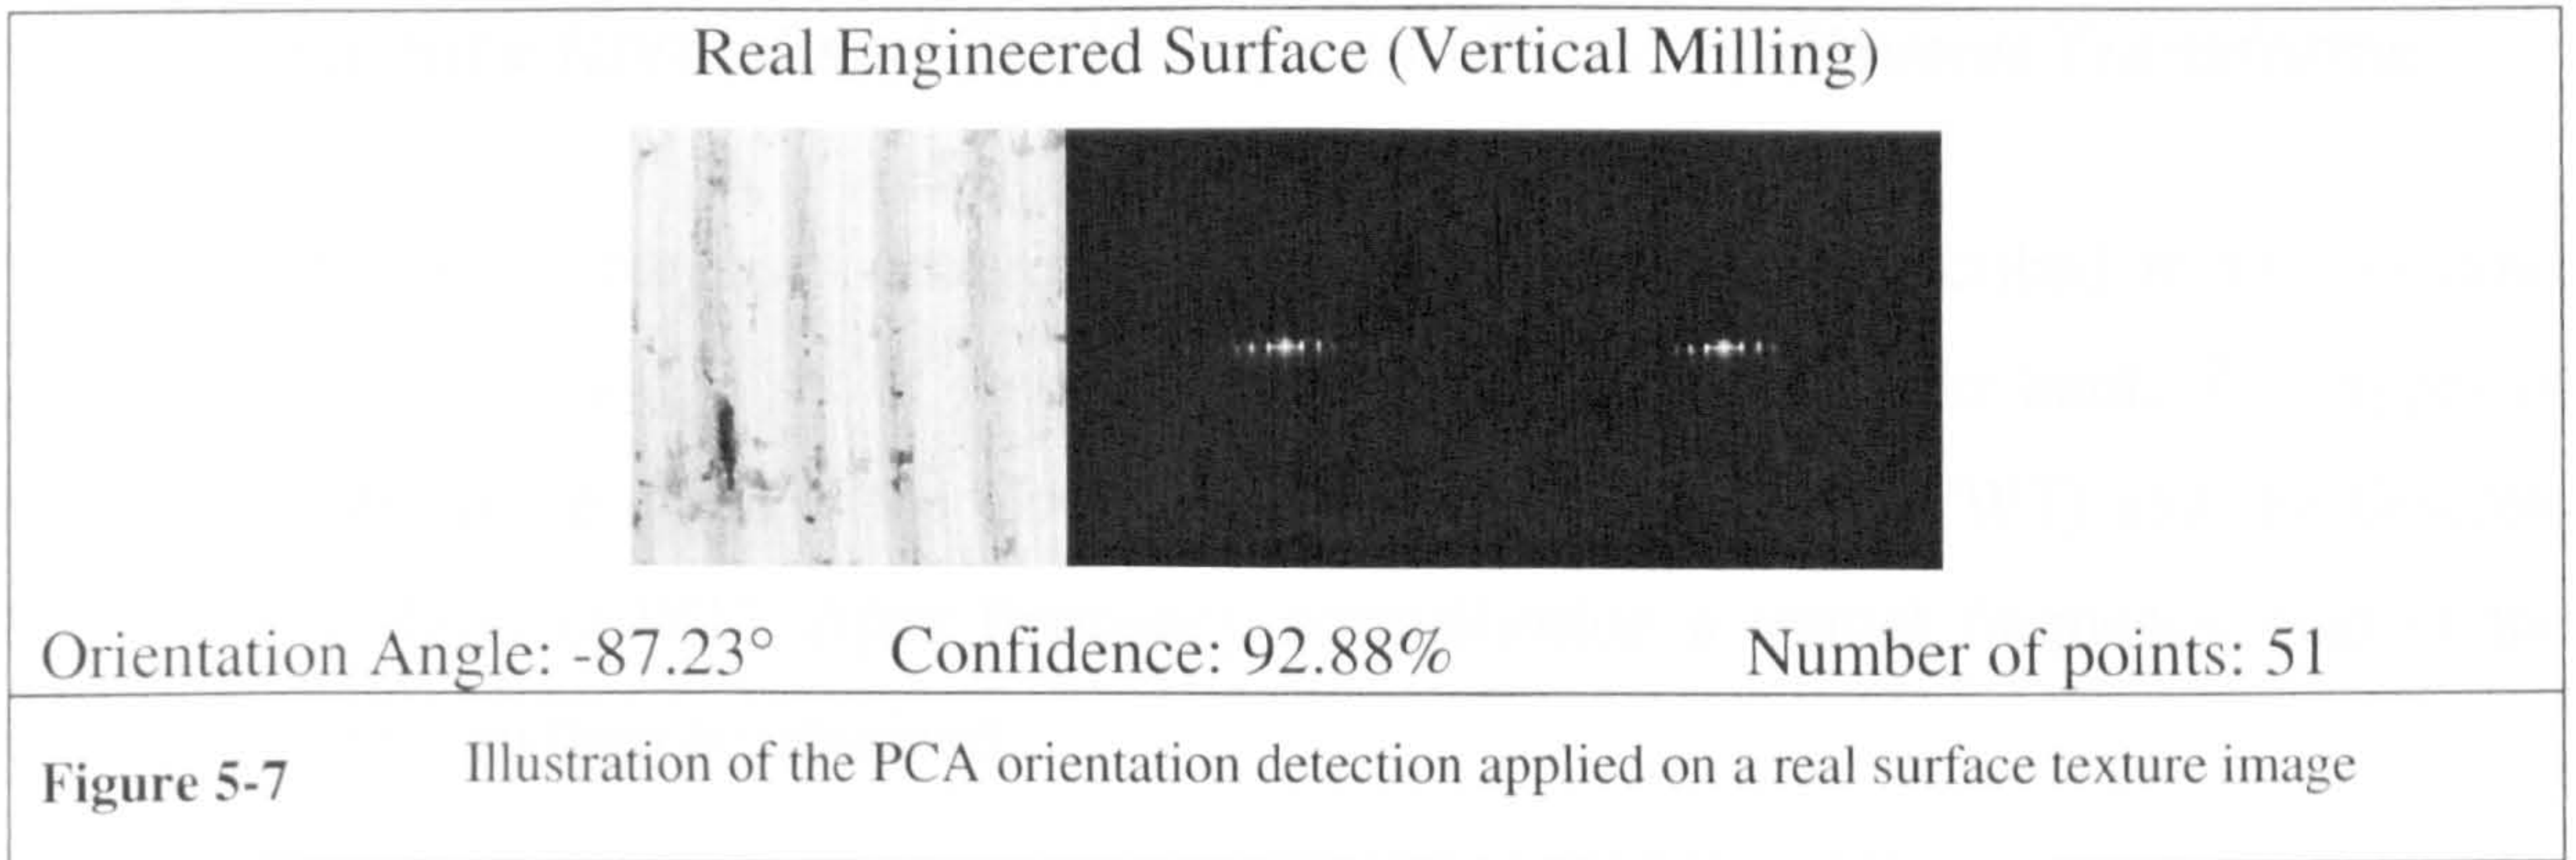 Real Engineered Surface (Vertical Milling)
Orientation Angle: -87.23° Confidence: 92.88% Number of points: 51
Figure 5-7 Illustration of the PCA orientation detection applied on a real surface texture image